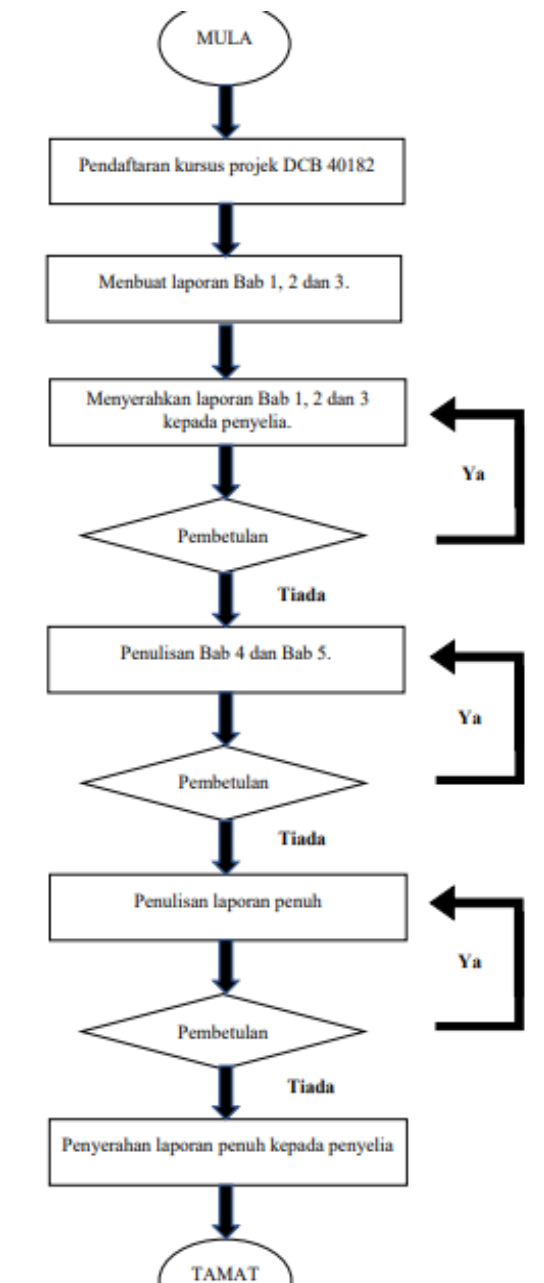 MULA
Pendaftaran kursus projek DCB 40182
Menbuat laporan Bab 1, 2 dan 3.
Menyerahkan laporan Bab 1, 2 dan 3
kepada penyelia.
Ya
Pembetulan
Tiada
Penulisan Bab 4 dan Bab 5.
Ya
Pembetulan
Tiada
Penulisan laporan penuh
Ya
Pembetulan
Tiada
Penyerahan laporan penuh kepada penyelia
TAMAT